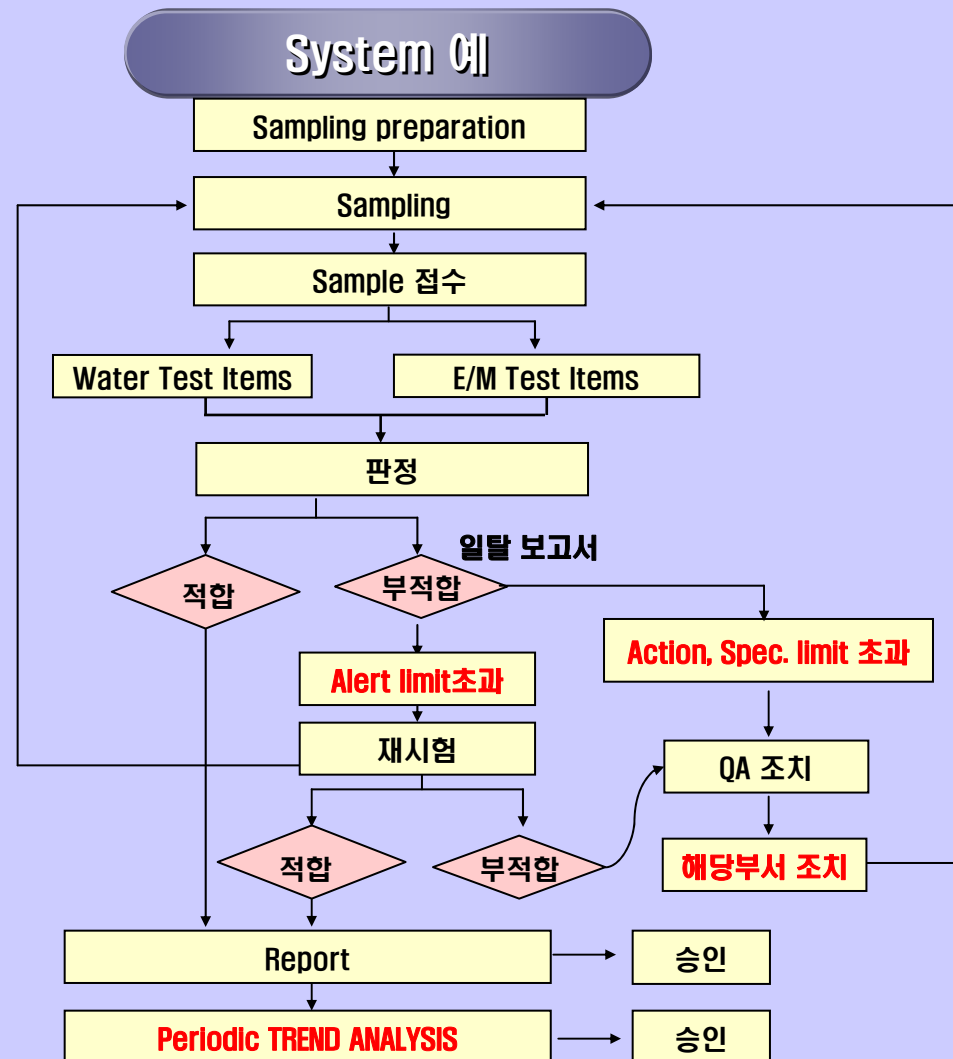 System 예
Sampling preparation
Sampling
Sample 접수
Water Test Items
E/M Test Items
판정
일탈 보고서
적합
부적합
Action, Spec. limit 초과
Alert limit초과
재시험
QA 조치
적합
부적합
해당부서 조치
Report
승인
Periodic TREND ANALYSIS
승인